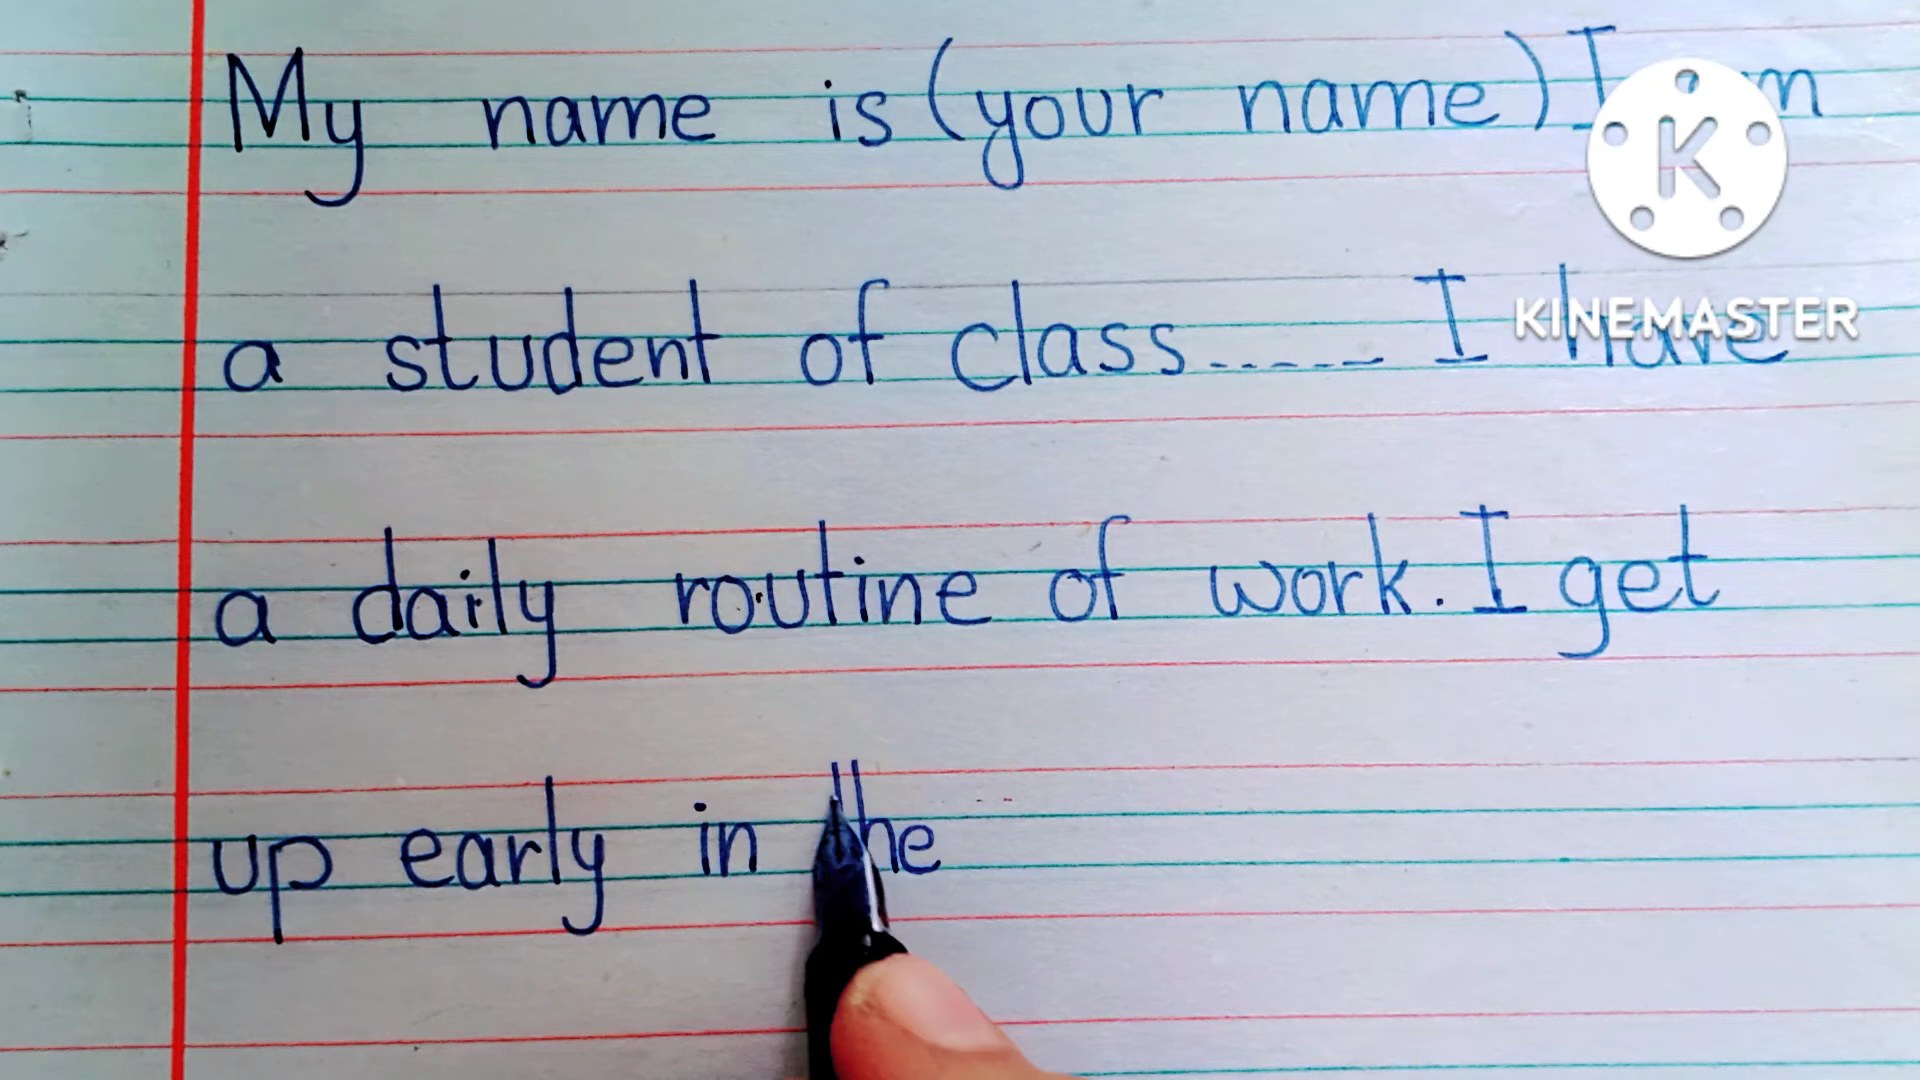 My name is (your name) I am
a student of class..... I have
a daily routine of work. I get
up early in the
KINEMASTER